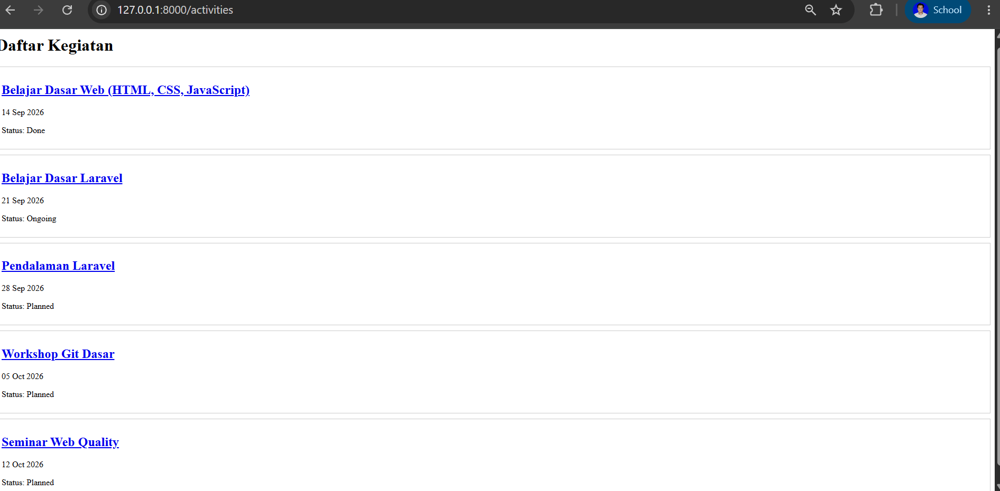 127.0.0.1:8000/activities
School
Daftar Kegiatan
Belajar Dasar Web (HTML, CSS, JavaScript)
14 Sep 2026
Status: Done
Belajar Dasar Laravel
21 Sep 2026
Status: Ongoing
Pendalaman Laravel
28 Sep 2026
Status: Planned
Workshop Git Dasar
05 Oct 2026
Status: Planned
Seminar Web Quality
12 Oct 2026
Status: Planned